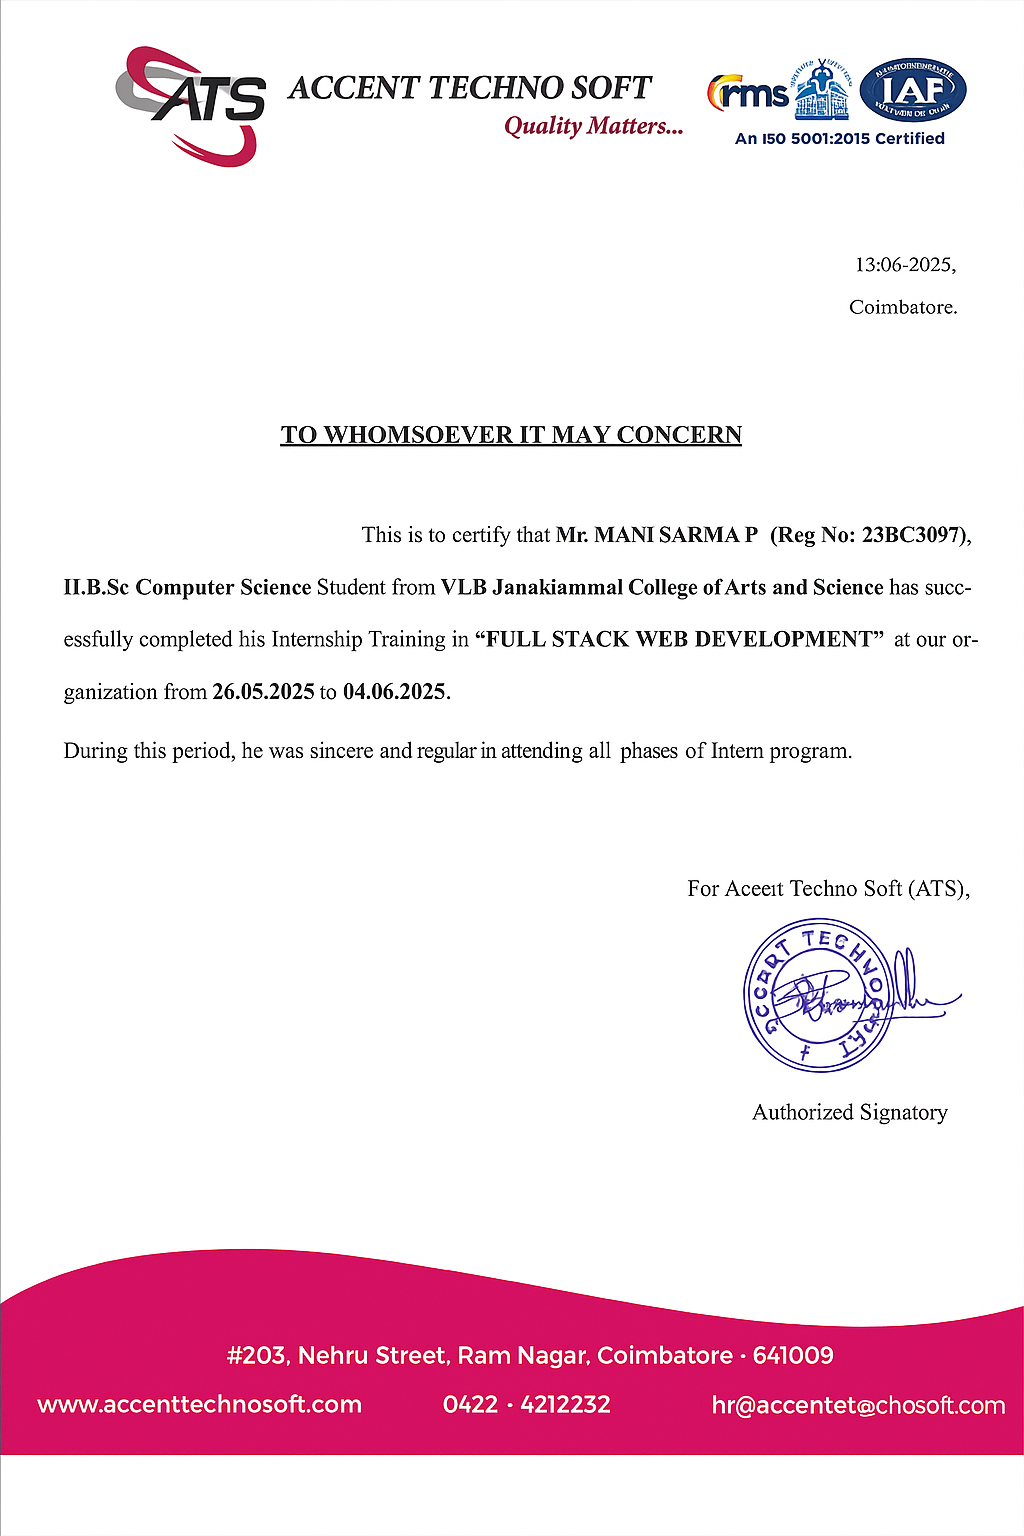 ATS
ACCENT TECHNO SOFT
Quality Matters...
rms
IAF
An I50 5001:2015 Certified
13:06-2025,
Coimbatore.
TO WHOMSOEVER IT MAY CONCERN
This is to certify that Mr. MANI SARMA P (Reg No: 23BC3097),
II.B.Sc Computer Science Student from VLB Janakiammal College of Arts and Science has succ-
essfully completed his Internship Training in “FULL STACK WEB DEVELOPMENT” at our or-
ganization from 26.05.2025 to 04.06.2025.
During this period, he was sincere and regular in attending all phases of Intern program.
For Aceeıt Techno Soft (ATS),
TECHNO
Authorized Signatory
#203, Nehru Street, Ram Nagar, Coimbatore · 641009
www.accenttechnosoft.com 0422 · 4212232 hr@accentet@chosoft.com